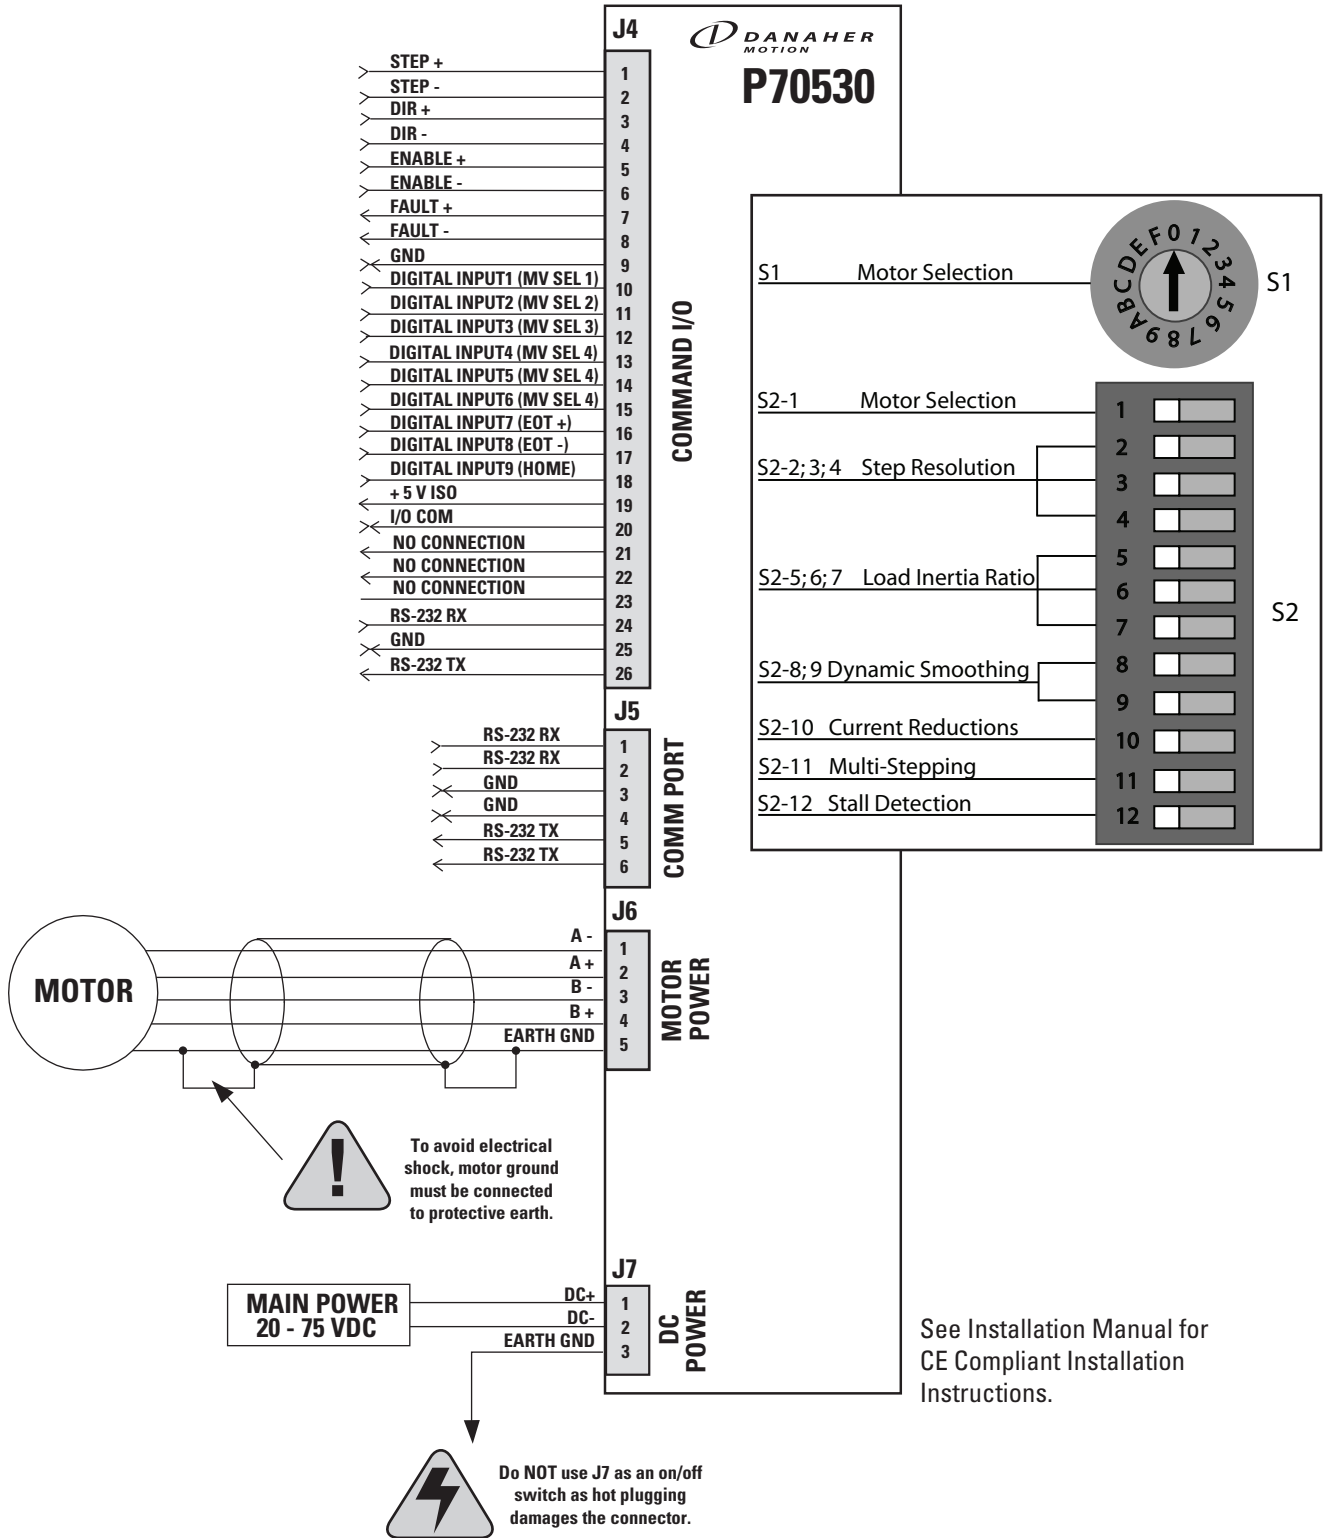 J4
DANAHER
MOTION
P70530
STEP +
1
STEP -
2
DIR +
3
DIR -
4
ENABLE +
5
ENABLE -
6
FAULT +
7
FAULT -
8
GND
9
DIGITAL INPUT1 (MV SEL 1)
10
DIGITAL INPUT2 (MV SEL 2)
11
DIGITAL INPUT3 (MV SEL 3)
12
DIGITAL INPUT4 (MV SEL 4)
13
DIGITAL INPUT5 (MV SEL 4)
14
DIGITAL INPUT6 (MV SEL 4)
15
DIGITAL INPUT7 (EOT +)
16
DIGITAL INPUT8 (EOT -)
17
DIGITAL INPUT9 (HOME)
18
+ 5 V ISO
19
I/O COM
20
NO CONNECTION
21
NO CONNECTION
22
NO CONNECTION
23
RS-232 RX
24
GND
25
RS-232 TX
26
COMMAND I/O
S1 Motor Selection
0 1 2 3 4 5 6 7 8 9 A B C D E F
S1
S2-1 Motor Selection
S2-2; 3; 4 Step Resolution
S2-5; 6; 7 Load Inertia Ratio
S2-8; 9 Dynamic Smoothing
S2-10 Current Reductions
S2-11 Multi-Stepping
S2-12 Stall Detection
1
2
3
4
5
6
7
8
9
10
11
12
S2
J5
RS-232 RX
1
RS-232 RX
2
GND
3
GND
4
RS-232 TX
5
RS-232 TX
6
COMM PORT
J6
MOTOR
A -
1
A +
2
B -
3
B +
4
EARTH GND
5
MOTOR
POWER
!
To avoid electrical
shock, motor ground
must be connected
to protective earth.
J7
MAIN POWER
20 - 75 VDC
DC+
1
DC-
2
EARTH GND
3
DC
POWER
See Installation Manual for
CE Compliant Installation
Instructions.
Do NOT use J7 as an on/off
switch as hot plugging
damages the connector.